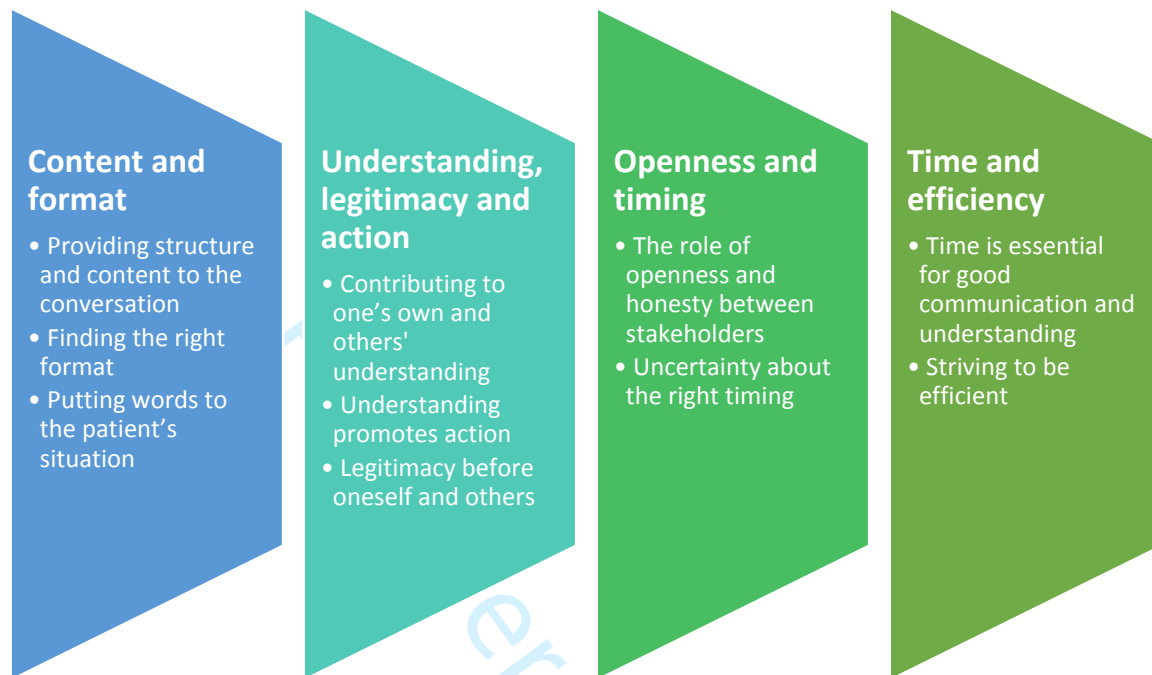 Content and
format
• Providing structure
and content to the
conversation
• Finding the right
format
• Putting words to
the patient’s
situation
Understanding,
legitimacy and
action
• Contributing to
one’s own and
others'
understanding
• Understanding
promotes action
• Legitimacy before
oneself and others
Openness and
timing
• The role of
openness and
honesty between
stakeholders
• Uncertainty about
the right timing
Time and
efficiency
• Time is essential
for good
communication and
understanding
• Striving to be
efficient